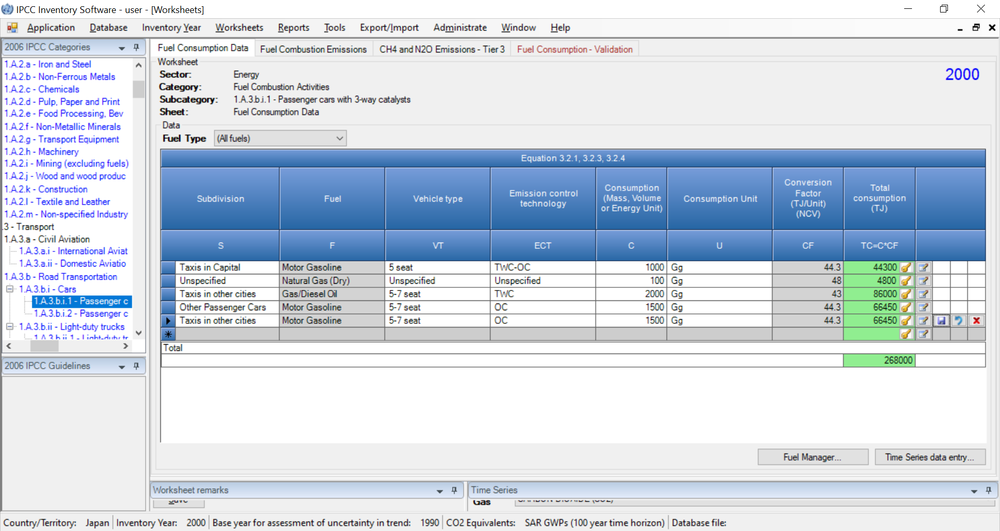 IPCC Inventory Software - user - [Worksheets]
Application Database Inventory Year Worksheets Reports Tools Export/Import Administrate Window Help
2006 IPCC Categories
1.A.2.a - Iron and Steel
1.A.2.b - Non-Ferrous Metals
1.A.2.c - Chemicals
1.A.2.d - Pulp, Paper and Print
1.A.2.e - Food Processing, Bev
1.A.2.f - Non-Metallic Minerals
1.A.2.g - Transport Equipment
1.A.2.h - Machinery
1.A.2.i - Mining (excluding fuels)
1.A.2.j - Wood and wood produc
1.A.2.k - Construction
1.A.2.l - Textile and Leather
1.A.2.m - Non-specified Industry
.3 - Transport
1.A.3.a - Civil Aviation
1.A.3.a.i - International Aviat
1.A.3.a.ii - Domestic Aviatio
1.A.3.b - Road Transportation
1.A.3.b.i - Cars
1.A.3.b.i.1 - Passenger c
1.A.3.b.i.2 - Passenger c
1.A.3.b.ii - Light-duty trucks
1.A.3.b.ii.1 - Light-duty tr
2006 IPCC Guidelines
Fuel Consumption Data Fuel Combustion Emissions CH4 and N2O Emissions - Tier 3 Fuel Consumption - Validation
Worksheet
Sector: Energy
2000
Category: Fuel Combustion Activities
Subcategory: 1.A.3.b.i.1 - Passenger cars with 3-way catalysts
Sheet: Fuel Consumption Data
Data
Fuel Type (All fuels)
Equation 3.2.1, 3.2.3, 3.2.4
Subdivision
Fuel
Vehicle type
Emission control
technology
Consumption
(Mass, Volume
or Energy Unit)
Consumption Unit
Conversion
Factor
(TJ/Unit)
(NCV)
Total
consumption
(TJ)
S F VT ECT C U CF TC=C*CF
Taxis in Capital Motor Gasoline 5 seat TWC-OC 1000 Gg 44.3 44300
Unspecified Natural Gas (Dry) Unspecified Unspecified 100 Gg 48 4800
Taxis in other cities Gas/Diesel Oil 5-7 seat TWC 2000 Gg 43 86000
Other Passenger Cars Motor Gasoline 5-7 seat OC 1500 Gg 44.3 66450
Taxis in other cities Motor Gasoline 5-7 seat OC 1500 Gg 44.3 66450
Total
268000
Fuel Manager... Time Series data entry...
Worksheet remarks
Save
Time Series
Gas CARBON DIOXIDE (CO2)
Country/Territory: Japan Inventory Year: 2000 Base year for assessment of uncertainty in trend: 1990 CO2 Equivalents: SAR GWPs (100 year time horizon) Database file: